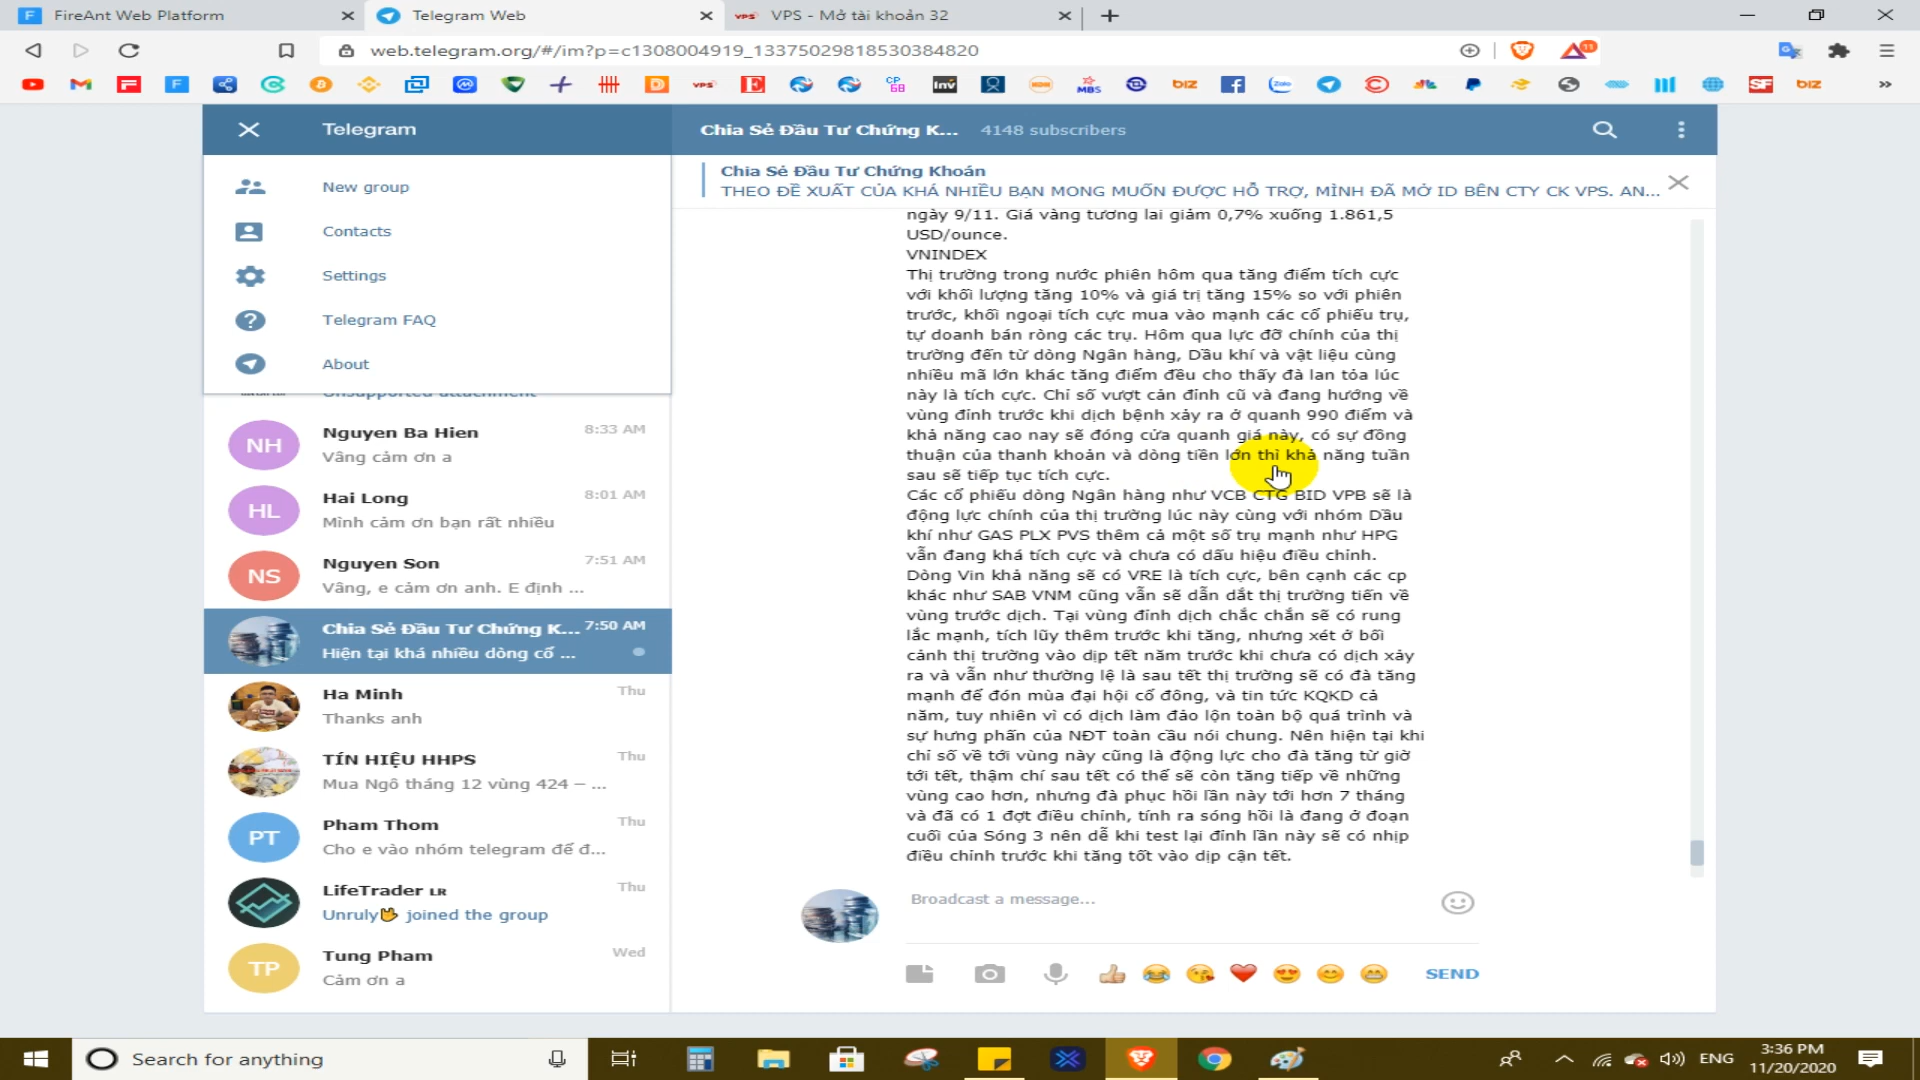 FireAnt Web Platform
Telegram Web
VPS - Mở tài khoản 32
web.telegram.org/#/im?p=c1308004919_13375029818530384820
11
Telegram
Chia Sẻ Đầu Tư Chứng K... 4148 subscribers
New group
Contacts
Settings
Telegram FAQ
About
Chia Sẻ Đầu Tư Chứng Khoán
THEO ĐỀ XUẤT CỦA KHÁ NHIỀU BẠN MONG MUỐN ĐƯỢC HỖ TRỢ, MÌNH ĐÃ MỞ ID BÊN CTY CK VPS. AN...
NH
Nguyen Ba Hien 8:33 AM
Vâng cảm ơn a
HL
Hai Long 8:01 AM
Mình cảm ơn bạn rất nhiều
NS
Nguyen Son 7:51 AM
Vâng, e cảm ơn anh. E định ...
Chia Sẻ Đầu Tư Chứng K... 7:50 AM
Hiện tại khá nhiều dòng cổ ...
Ha Minh Thu
Thanks anh
TÍN HIỆU HHPS Thu
Mua Ngô tháng 12 vùng 424 – ...
PT
Pham Thom Thu
Cho e vào nhóm telegram để đ...
LifeTrader LR Thu
Unruly joined the group
TP
Tung Pham Wed
Cảm ơn a
ngày 9/11. Giá vàng tương lai giảm 0,7% xuống 1.861,5
USD/ounce.
VNINDEX
Thị trường trong nước phiên hôm qua tăng điểm tích cực
với khối lượng tăng 10% và giá trị tăng 15% so với phiên
trước, khối ngoại tích cực mua vào mạnh các cổ phiếu trụ,
tự doanh bán ròng các trụ. Hôm qua lực đỡ chính của thị
trường đến từ dòng Ngân hàng, Dầu khí và vật liệu cùng
nhiều mã lớn khác tăng điểm đều cho thấy đà lan tỏa lúc
này là tích cực. Chỉ số vượt cản đỉnh cũ và đang hướng về
vùng đỉnh trước khi dịch bệnh xảy ra ở quanh 990 điểm và
khả năng cao nay sẽ đóng cửa quanh giá này, có sự đồng
thuận của thanh khoản và dòng tiền lớn thì khả năng tuần
sau sẽ tiếp tục tích cực.
Các cổ phiếu dòng Ngân hàng như VCB CTG BID VPB sẽ là
động lực chính của thị trường lúc này cùng với nhóm Dầu
khí như GAS PLX PVS thêm cả một số trụ mạnh như HPG
vẫn đang khá tích cực và chưa có dấu hiệu điều chỉnh.
Dòng Vin khả năng sẽ có VRE là tích cực, bên cạnh các cp
khác như SAB VNM cũng vẫn sẽ dẫn dắt thị trường tiến về
vùng trước dịch. Tại vùng đỉnh dịch chắc chắn sẽ có rung
lắc mạnh, tích lũy thêm trước khi tăng, nhưng xét ở bối
cảnh thị trường vào dịp tết năm trước khi chưa có dịch xảy
ra và vẫn như thường lệ là sau tết thị trường sẽ có đà tăng
mạnh để đón mùa đại hội cổ đông, và tin tức KQKD cả
năm, tuy nhiên vì có dịch làm đảo lộn toàn bộ quá trình và
sự hưng phấn của NĐT toàn cầu nói chung. Nên hiện tại khi
chỉ số về tới vùng này cũng là động lực cho đà tăng từ giờ
tới tết, thậm chí sau tết có thể sẽ còn tăng tiếp về những
vùng cao hơn, nhưng đà phục hồi lần này tới hơn 7 tháng
và đã có 1 đợt điều chỉnh, tính ra sóng hồi là đang ở đoạn
cuối của Sóng 3 nên dễ khi test lại đỉnh lần này sẽ có nhịp
điều chỉnh trước khi tăng tốt vào dịp cận tết.
Broadcast a message...
SEND
Search for anything
ENG
3:36 PM
11/20/2020